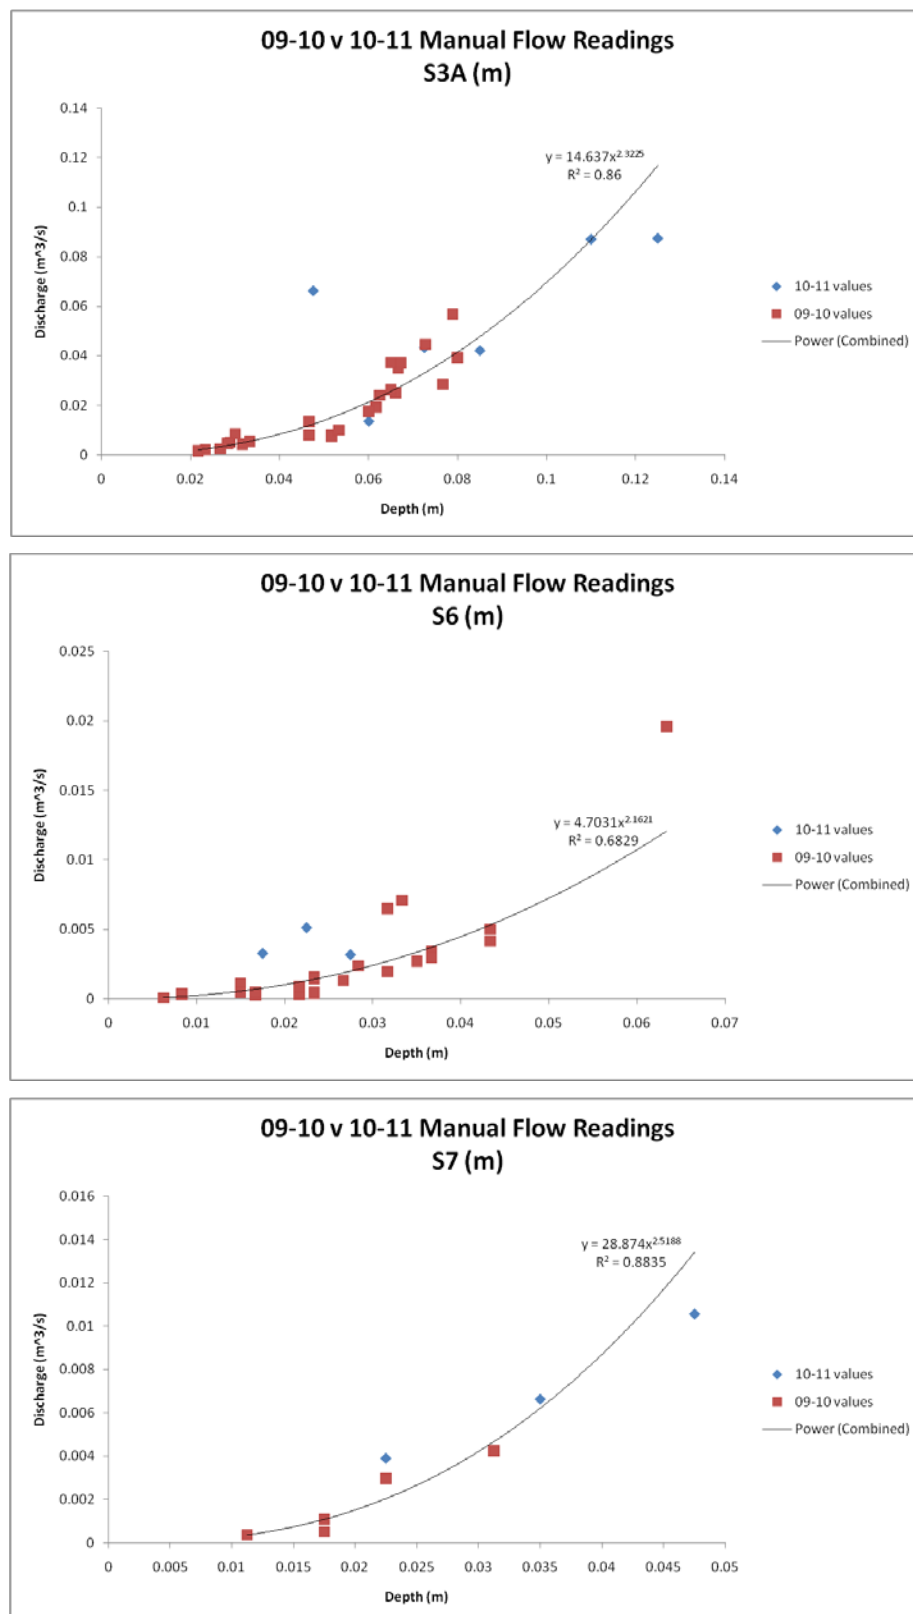 09-10 v 10-11 Manual Flow Readings
S3A (m)
0.14
0.12
0.1
0.08
0.06
0.04
0.02
0
Discharge (m^3/s)
y = 14.637x^2.3225
R² = 0.86
10-11 values
09-10 values
Power (Combined)
0 0.02 0.04 0.06 0.08 0.1 0.12 0.14
Depth (m)
09-10 v 10-11 Manual Flow Readings
S6 (m)
0.025
0.02
0.015
0.01
0.005
0
Discharge (m^3/s)
y = 4.7031x^2.1621
R² = 0.6829
10-11 values
09-10 values
Power (Combined)
0 0.01 0.02 0.03 0.04 0.05 0.06 0.07
Depth (m)
09-10 v 10-11 Manual Flow Readings
S7 (m)
0.016
0.014
0.012
0.01
0.008
0.006
0.004
0.002
0
Discharge (m^3/s)
y = 28.874x^2.5188
R² = 0.8835
10-11 values
09-10 values
Power (Combined)
0 0.005 0.01 0.015 0.02 0.025 0.03 0.035 0.04 0.045 0.05
Depth (m)